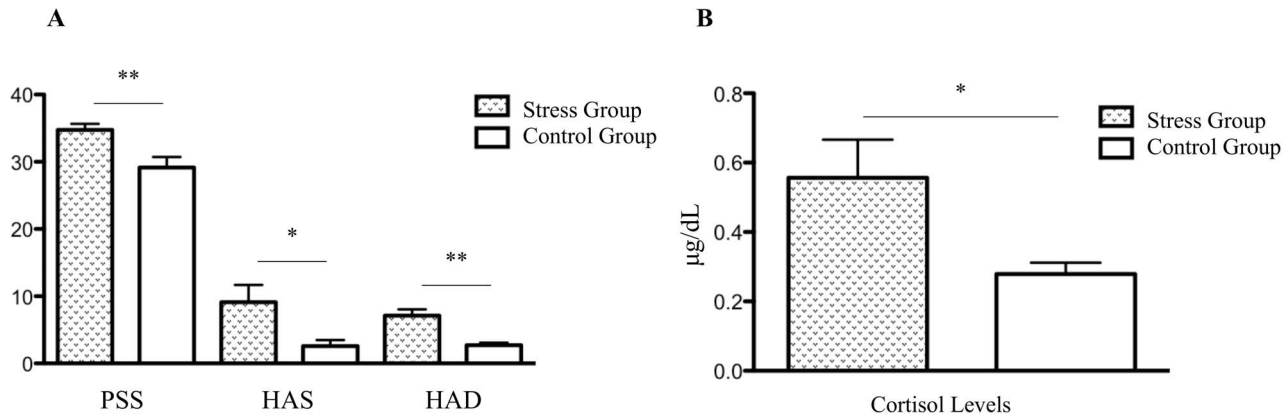 A
**
40
30
20
10
0
*
**
Stress Group
Control Group
PSS HAS HAD
B
0.8
0.6
0.4
0.2
0.0
µg/dL
*
Stress Group
Control Group
Cortisol Levels